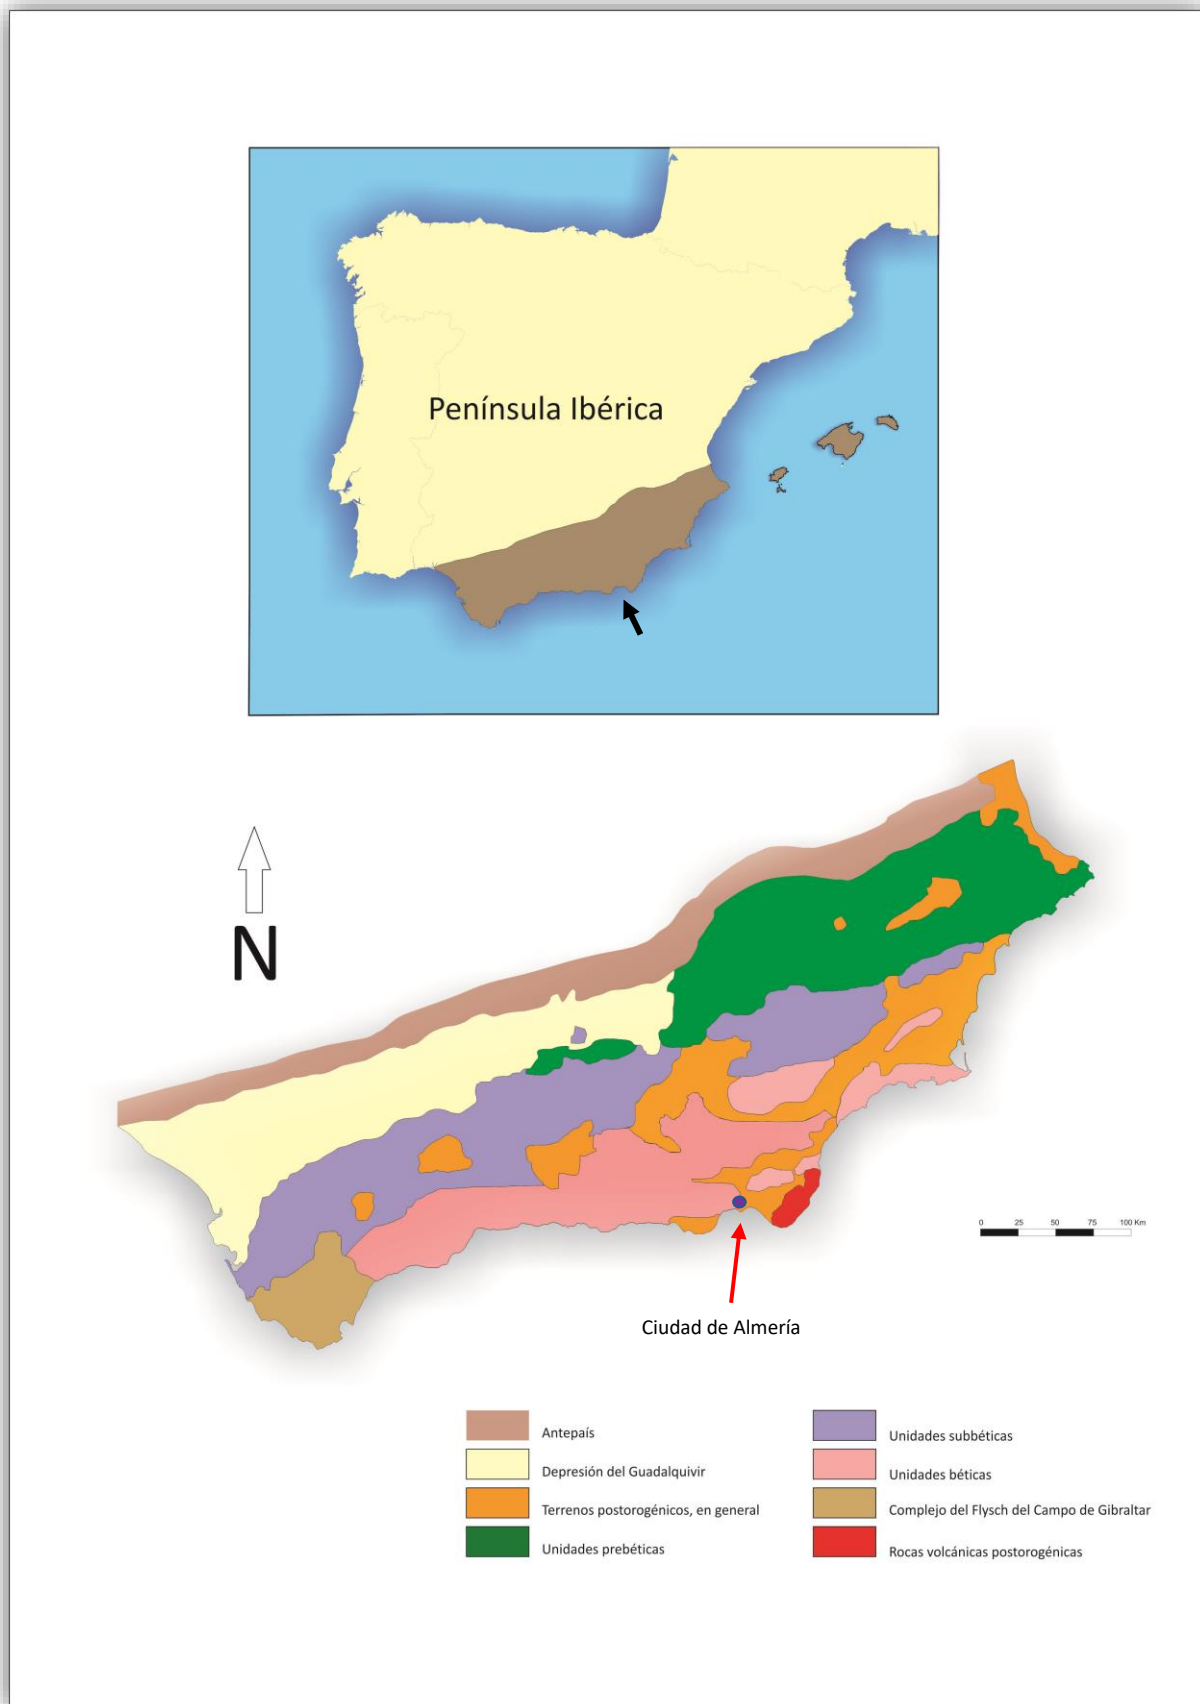 Península Ibérica
N
0 25 50 75 100 Km
Ciudad de Almería
Antepaís
Depresión del Guadalquivir
Terrenos postorogénicos, en general
Unidades prebéticas
Unidades subbéticas
Unidades béticas
Complejo del Flysch del Campo de Gibraltar
Rocas volcánicas postorogénicas